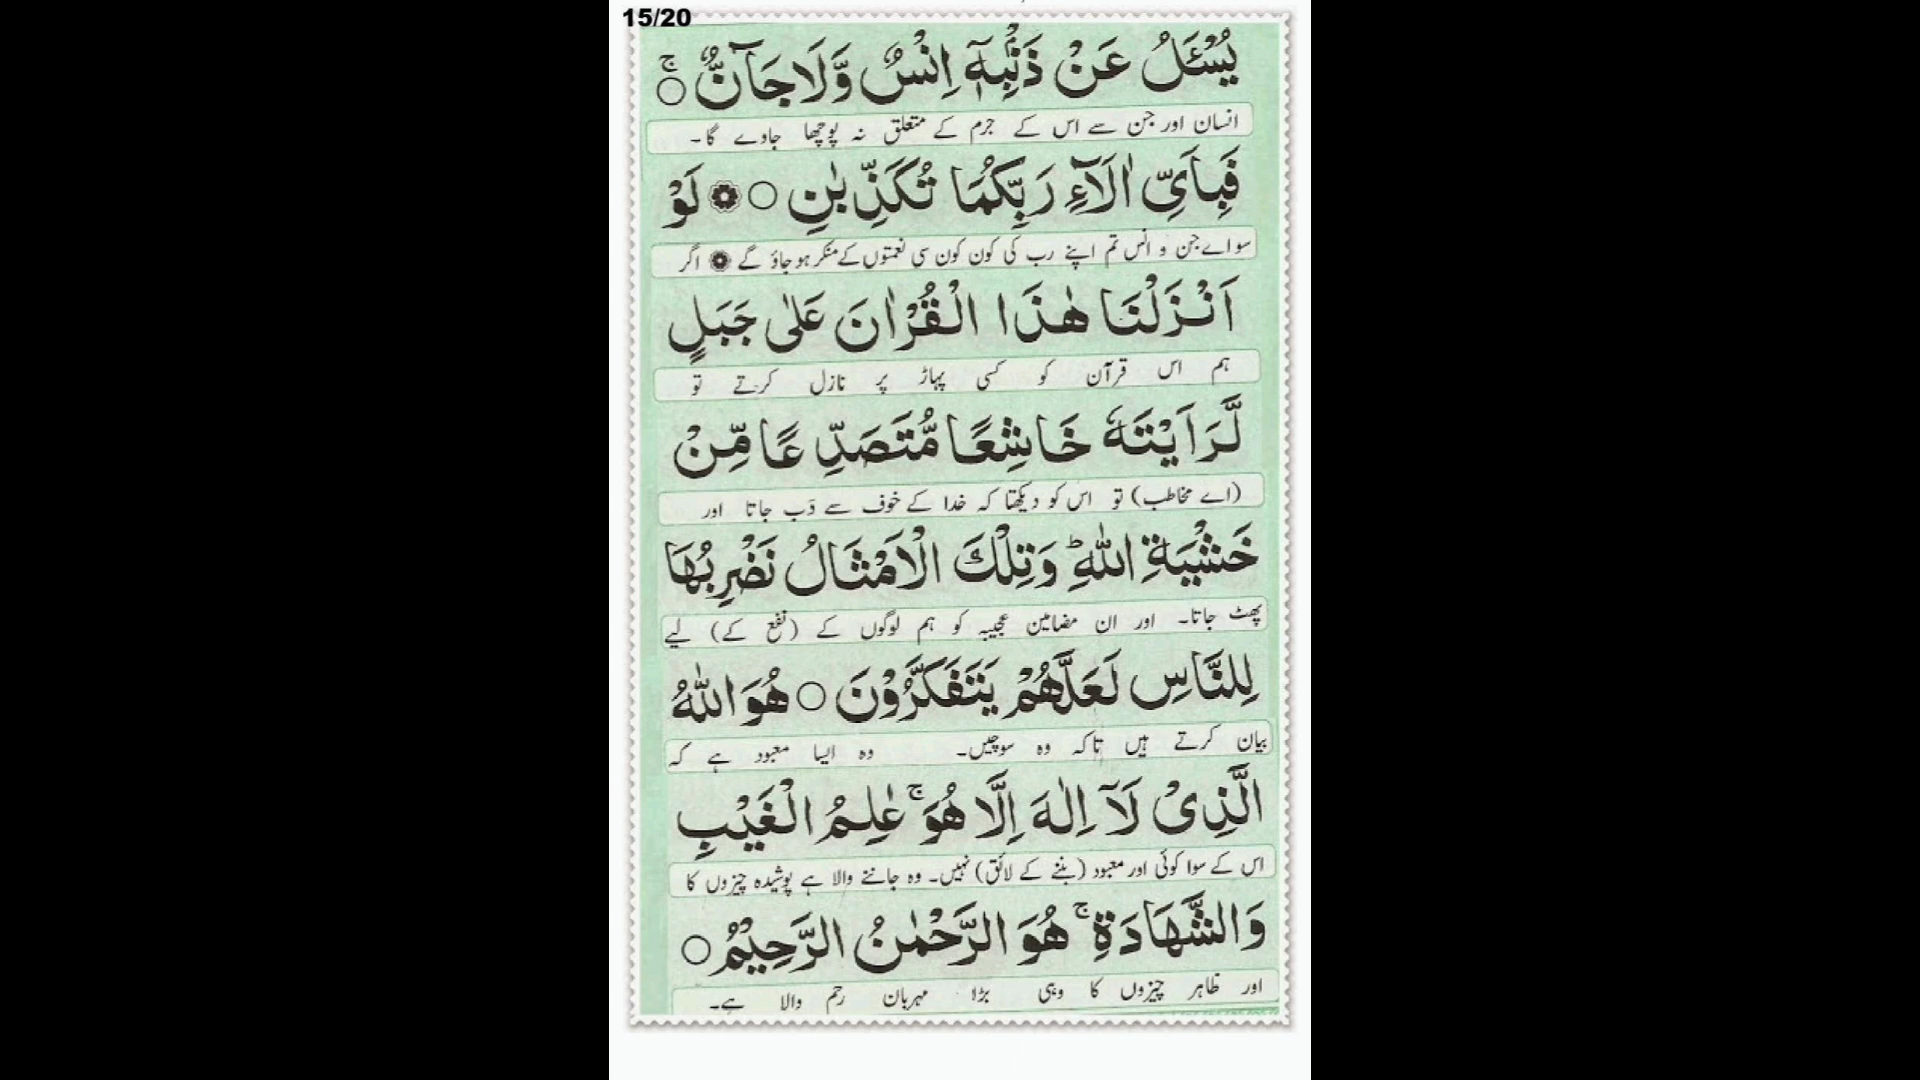 15/20
یُسْـَٔلُ عَنْ ذَنْۢبِهٖۤ اِنْسٌ وَّلَا جَآنٌّ ۚ○
انسان اور جن سے اس کے جرم کے متعلق نہ پوچھا جاوے گا۔
فَبِاَیِّ اٰلَآءِ رَبِّكُمَا تُكَذِّبٰنِ ○ ❁ لَوْ
سو اے جن و انس تم اپنے رب کی کون کون سی نعمتوں کے منکر ہو جاؤ گے ❁ اگر
اَنْزَلْنَا هٰذَا الْقُرْاٰنَ عَلٰى جَبَلٍ
ہم اس قرآن کو کسی پہاڑ پر نازل کرتے تو
لَّرَاَیْتَهٗ خَاشِعًا مُّتَصَدِّعًا مِّنْ
(اے مخاطب) تو اس کو دیکھتا کہ خدا کے خوف سے دَب جاتا اور
خَشْیَةِ اللّٰهِؕ وَتِلْكَ الْاَمْثَالُ نَضْرِبُهَا
پھٹ جاتا۔ اور ان مضامین عجیبہ کو ہم لوگوں کے (نفع کے) لیے
لِلنَّاسِ لَعَلَّهُمْ یَتَفَكَّرُوْنَ ○ هُوَ اللّٰهُ
بیان کرتے ہیں تاکہ وہ سوچیں۔ وہ ایسا معبود ہے کہ
الَّذِیْ لَاۤ اِلٰهَ اِلَّا هُوَ ۚ عٰلِمُ الْغَیْبِ
اس کے سوا کوئی اور معبود (بننے کے لائق) نہیں۔ وہ جاننے والا ہے پوشیدہ چیزوں کا
وَالشَّهَادَةِ ۚ هُوَ الرَّحْمٰنُ الرَّحِیْمُ ○
اور ظاہر چیزوں کا وہی بڑا مہربان رحم والا ہے۔